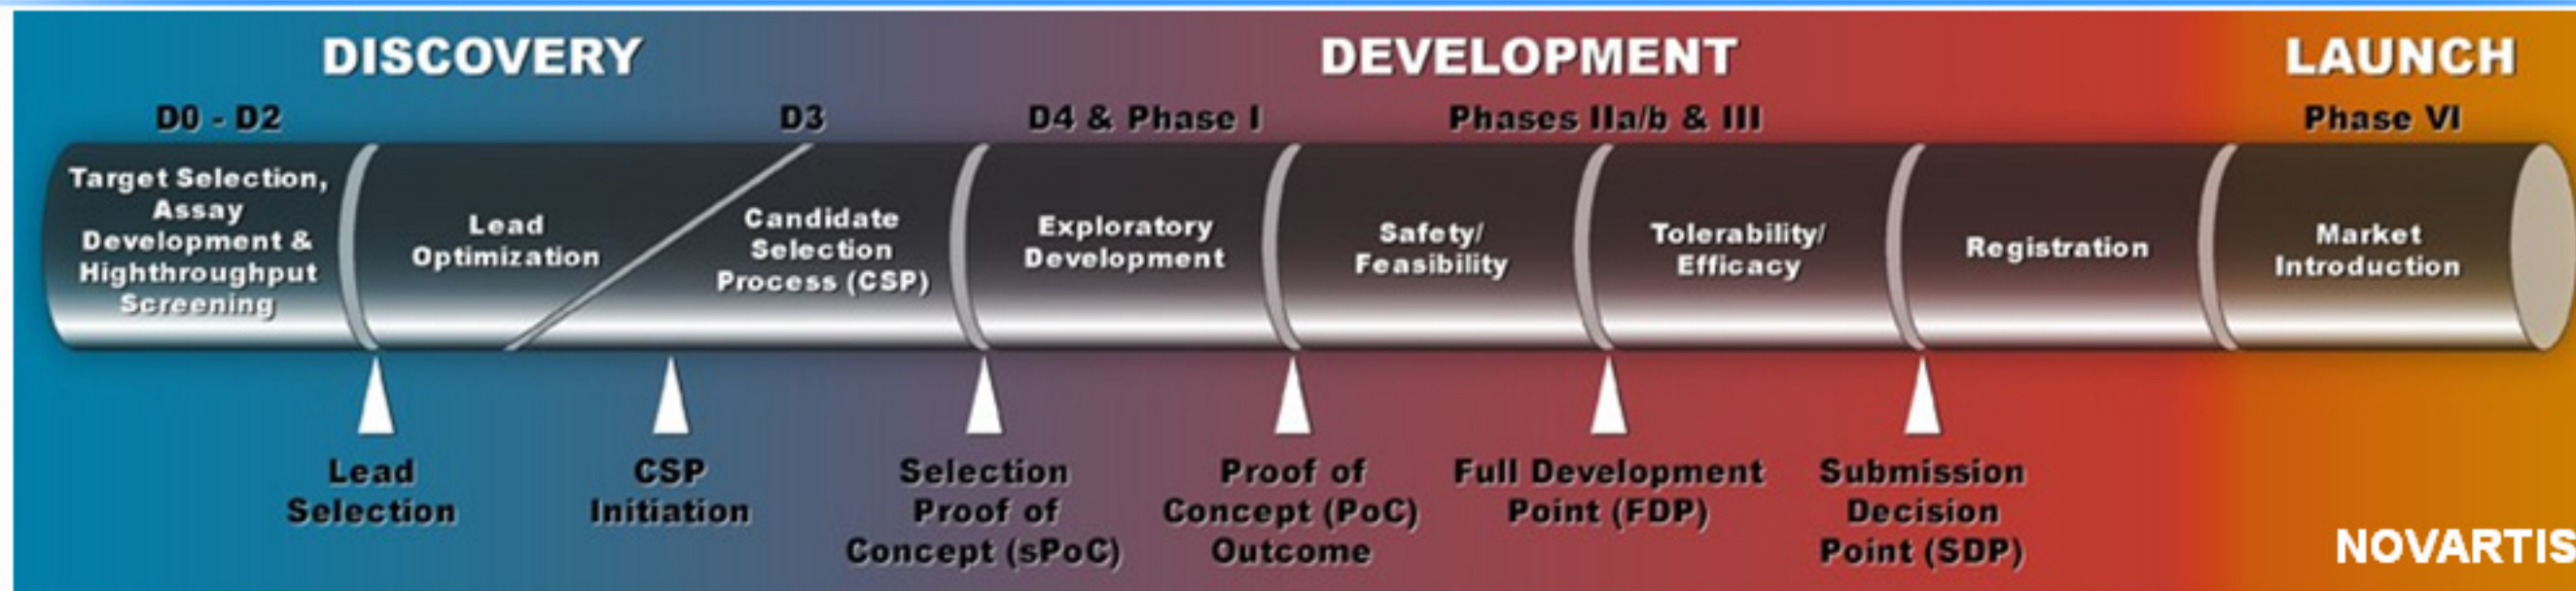 DISCOVERY
DEVELOPMENT
LAUNCH
D0 - D2
D3
D4 & Phase I
Phases IIa/b & III
Phase VI
Target Selection,
Assay
Development &
Highthroughput
Screening
Lead
Optimization
Candidate
Selection
Process (CSP)
Exploratory
Development
Safety/
Feasibility
Tolerability/
Efficacy
Registration
Market
Introduction
Lead
Selection
CSP
Initiation
Selection
Proof of
Concept (sPoC)
Proof of
Concept (PoC)
Outcome
Full Development
Point (FDP)
Submission
Decision
Point (SDP)
NOVARTIS